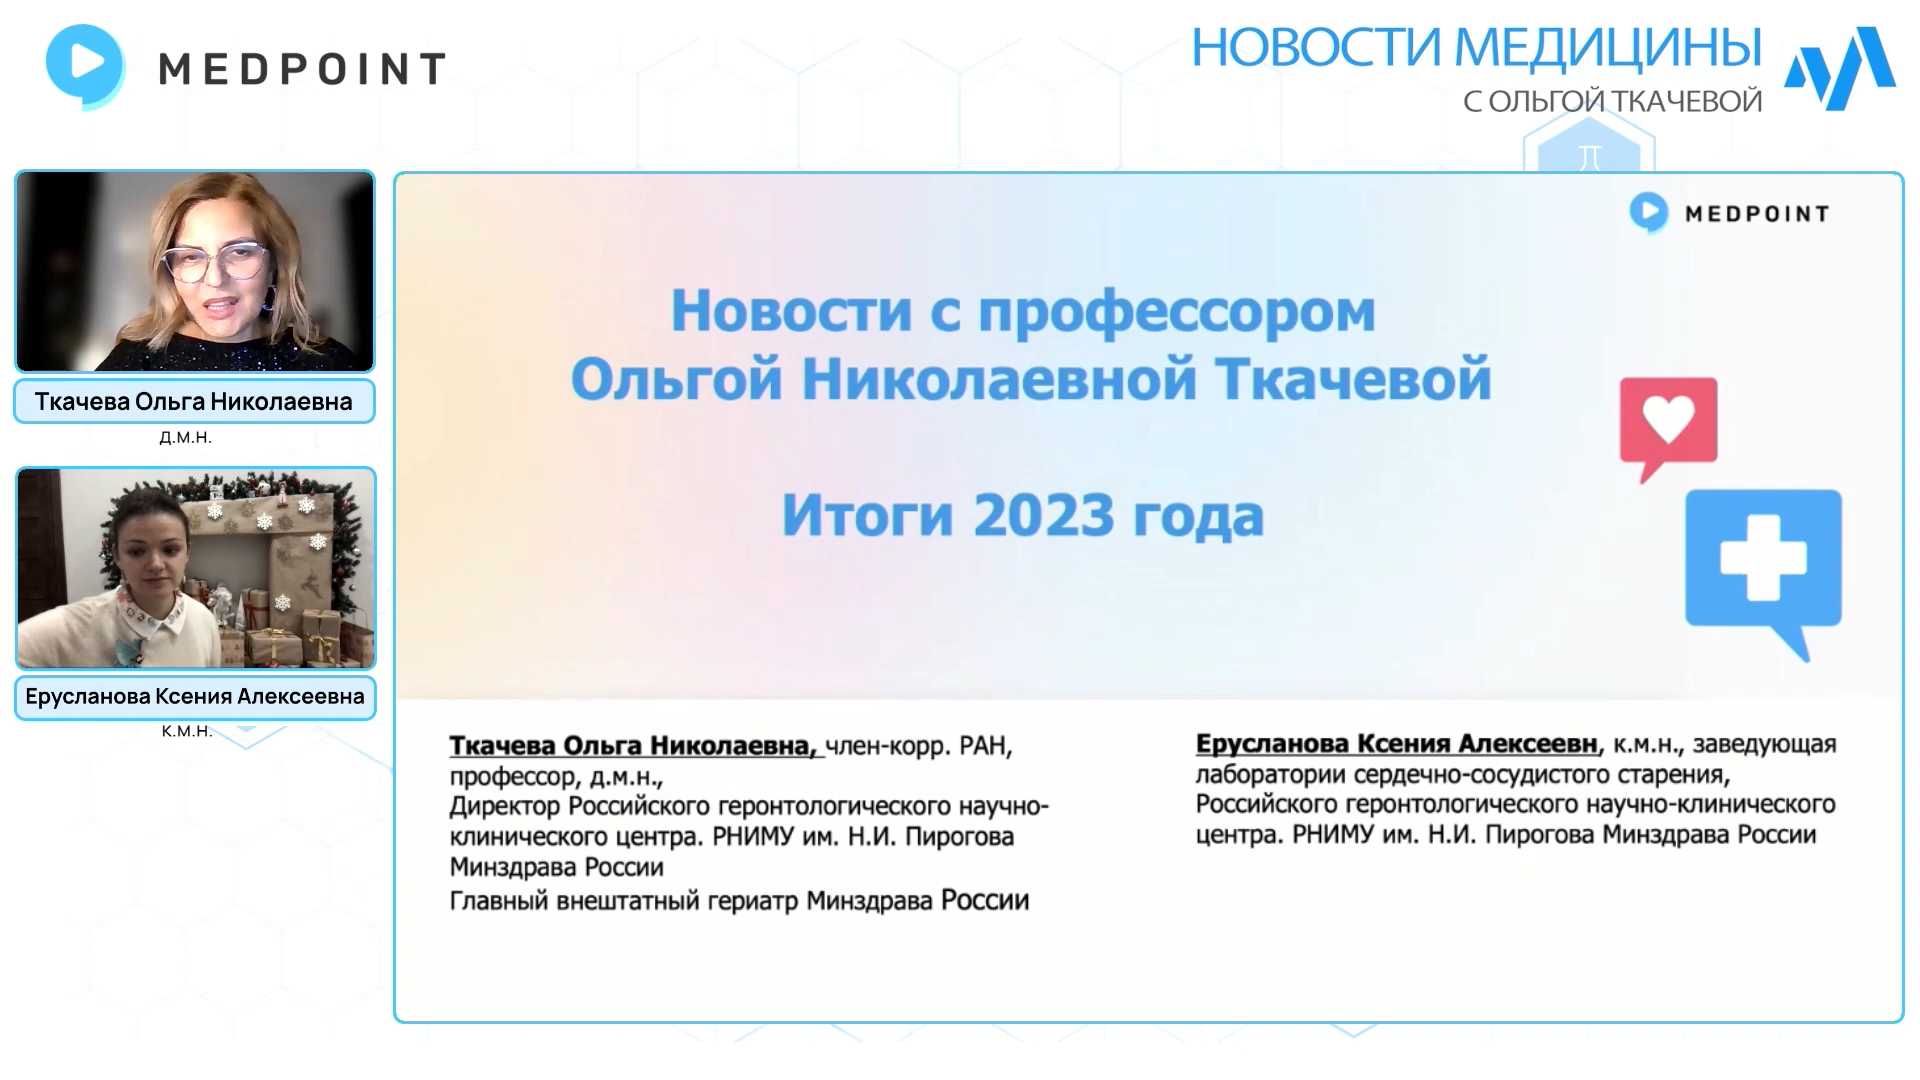 MEDPOINT
НОВОСТИ МЕДИЦИНЫ
С ОЛЬГОЙ ТКАЧЕВОЙ
Ткачева Ольга Николаевна
д.м.н.
Ерусланова Ксения Алексеевна
к.м.н.
MEDPOINT
Новости с профессором
Ольгой Николаевной Ткачевой
Итоги 2023 года
Ткачева Ольга Николаевна, член-корр. РАН,
профессор, д.м.н.,
Директор Российского геронтологического научно-
клинического центра. РНИМУ им. Н.И. Пирогова
Минздрава России
Главный внештатный гериатр Минздрава России
Ерусланова Ксения Алексеевн, к.м.н., заведующая
лаборатории сердечно-сосудистого старения,
Российского геронтологического научно-клинического
центра. РНИМУ им. Н.И. Пирогова Минздрава России